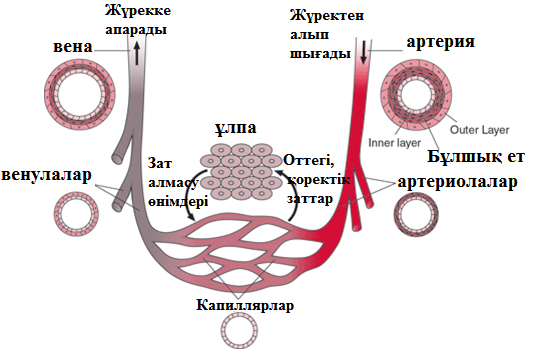 Жүрекке
апарады
вена
Жүректен
алып
шығады
артерия
Inner layer
Outer Layer
Бұлшық ет
ұлпа
венулалар
Зат
алмасу
өнімдері
Оттегі,
қоректік
заттар
артериолалар
Капиллярлар